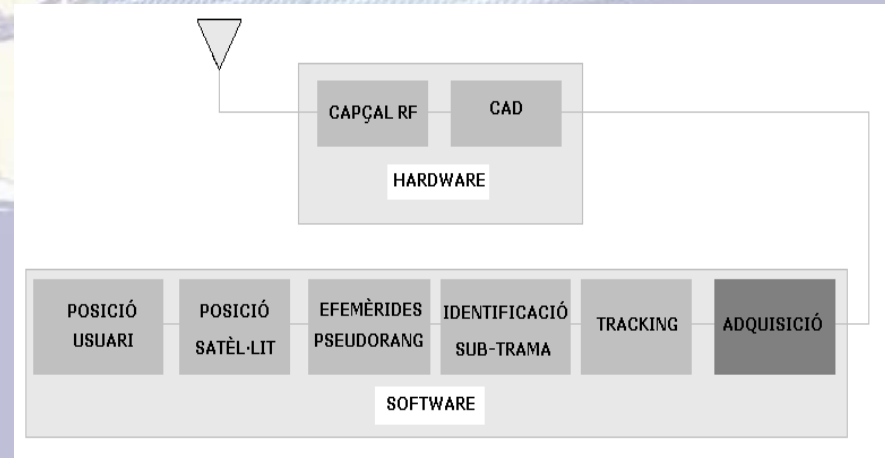 CAPÇAL RF
CAD
HARDWARE
POSICIÓ
USUARI
POSICIÓ
SATÈL·LIT
EFEMÈRIDES
PSEUDORANG
IDENTIFICACIÓ
SUB-TRAMA
TRACKING
ADQUISICIÓ
SOFTWARE